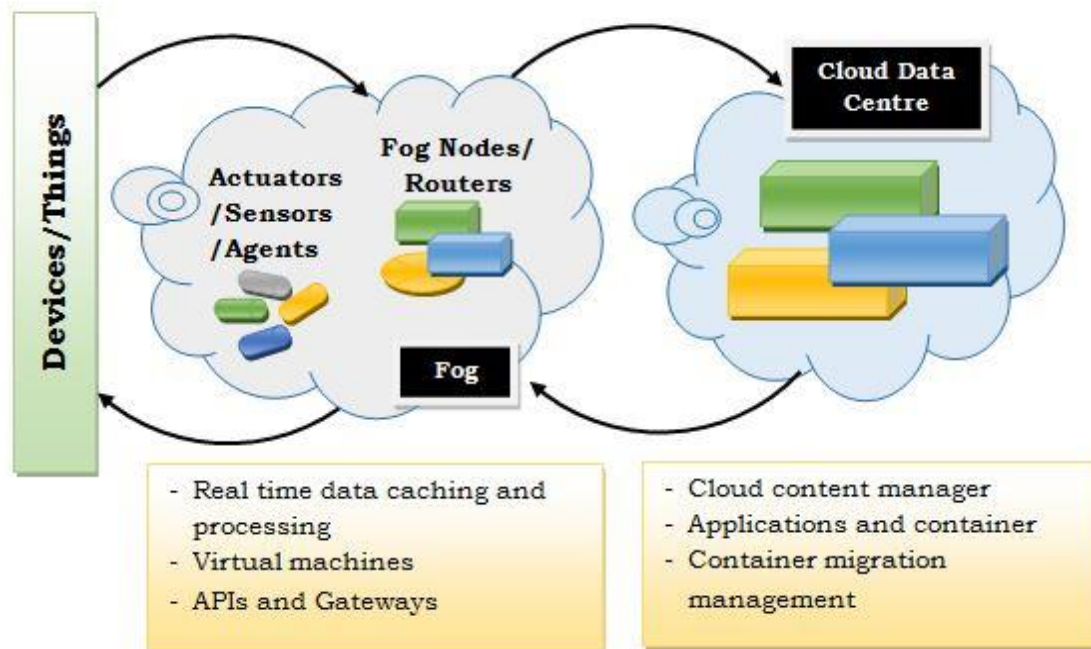 Devices/Things
Actuators
/Sensors
/Agents
Fog Nodes/
Routers
Fog
Cloud Data
Centre
- Real time data caching and
processing
- Virtual machines
- APIs and Gateways
- Cloud content manager
- Applications and container
- Container migration
management